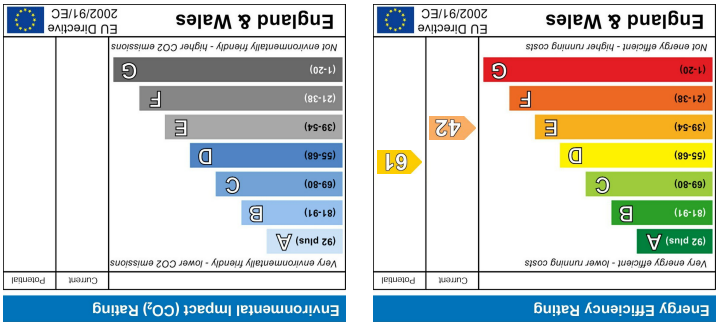 Energy Efficiency Rating
Current Potential
Very energy efficient - lower running costs
(92 plus) A
(81-91) B
(69-80) C
(55-68) D
61
(39-54) E
42
(21-38) F
(1-20) G
Not energy efficient - higher running costs
England & Wales
EU Directive
2002/91/EC
Environmental Impact (CO2) Rating
Current Potential
Very environmentally friendly - lower CO2 emissions
(92 plus) A
(81-91) B
(69-80) C
(55-68) D
(39-54) E
(21-38) F
(1-20) G
Not environmentally friendly - higher CO2 emissions
England & Wales
EU Directive
2002/91/EC